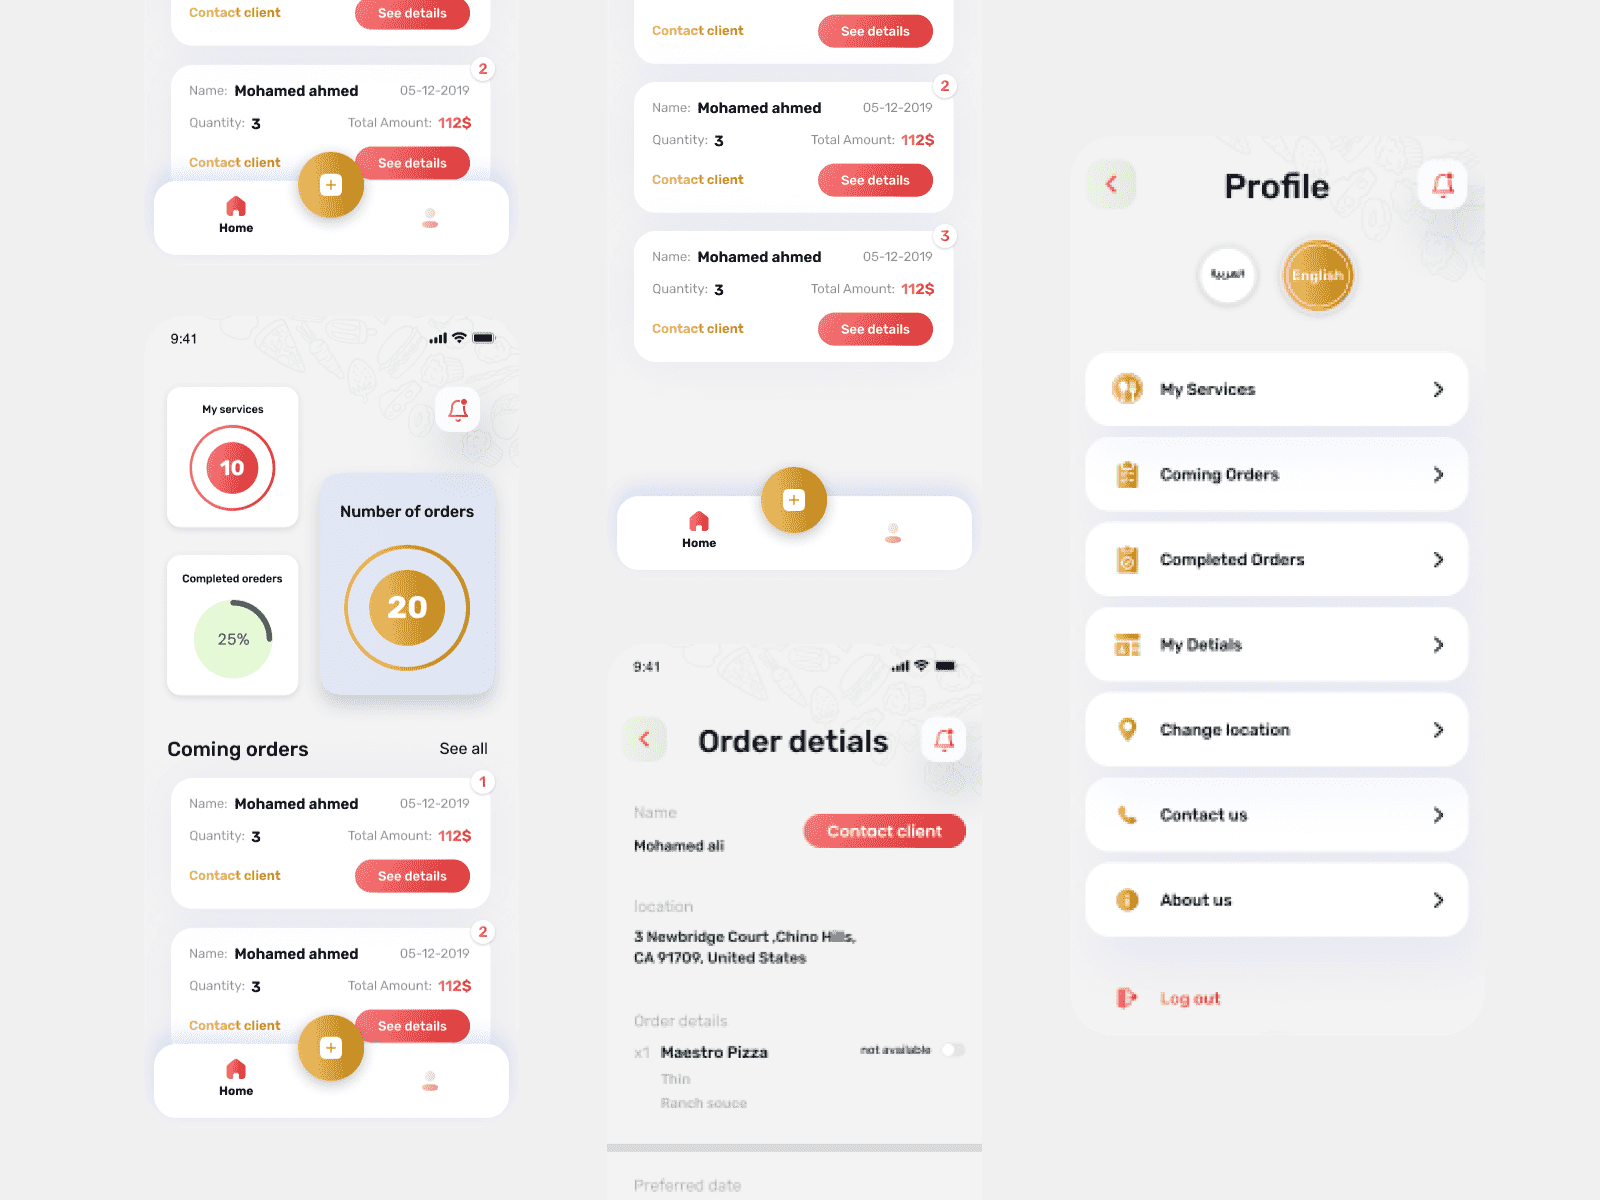 Contact client
See details
2
Name: Mohamed ahmed 05-12-2019
Quantity: 3 Total Amount: 112$
Contact client
See details
Home
9:41
My services
10
Number of orders
20
Completed oreders
25%
Coming orders
See all
1
Name: Mohamed ahmed 05-12-2019
Quantity: 3 Total Amount: 112$
Contact client
See details
2
Name: Mohamed ahmed 05-12-2019
Quantity: 3 Total Amount: 112$
Contact client
See details
Home
Contact client
See details
2
Name: Mohamed ahmed 05-12-2019
Quantity: 3 Total Amount: 112$
Contact client
See details
3
Name: Mohamed ahmed 05-12-2019
Quantity: 3 Total Amount: 112$
Contact client
See details
Home
9:41
Order detials
Name
Mohamed ali
Contact client
location
3 Newbridge Court ,Chino Hills,
CA 91709, United States
Order details
x1 Maestro Pizza
not available
Thin
Ranch souce
Preferred date
Profile
العربية
English
My Services
Coming Orders
Completed Orders
My Detials
Change location
Contact us
About us
Log out